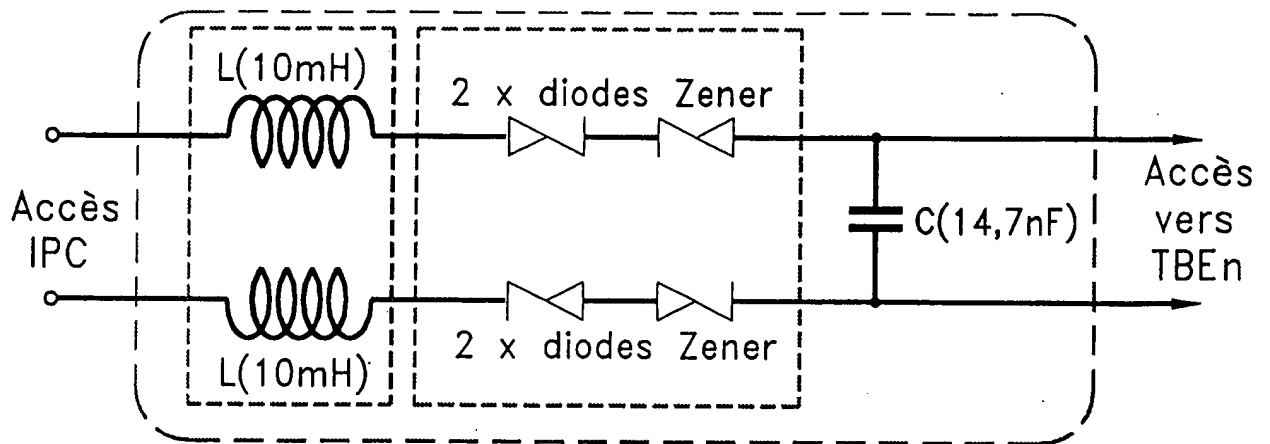 L(10mH)
2 x diodes Zener
Accès
IPC
Accès
vers
TBEn
C(14,7nF)
2 x diodes Zener
L(10mH)